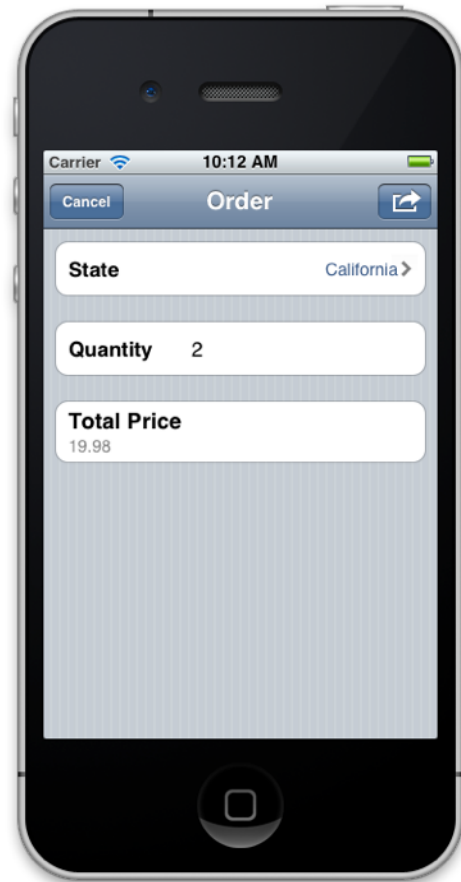 Carrier 10:12 AM
Cancel Order
State California
Quantity 2
Total Price
19.98